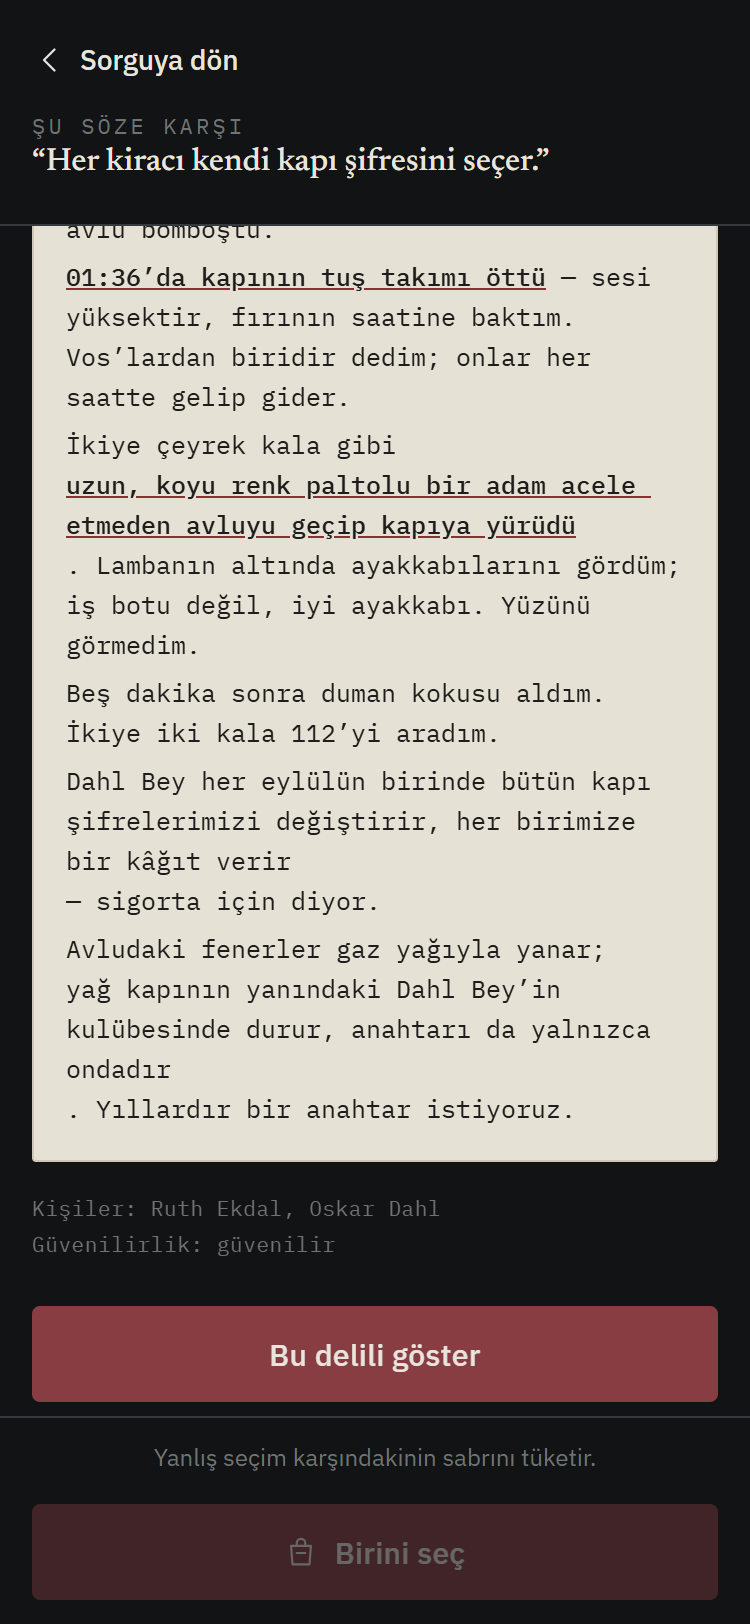 Sorguya dön
ŞU SÖZE KARŞI
“Her kiracı kendi kapı şifresini seçer.”
avlu bomboştu.
01:36’da kapının tuş takımı öttü — sesi
yüksektir, fırının saatine baktım.
Vos’lardan biridir dedim; onlar her
saatte gelip gider.
İkiye çeyrek kala gibi
uzun, koyu renk paltolu bir adam acele
etmeden avluyu geçip kapıya yürüdü
. Lambanın altında ayakkabılarını gördüm;
iş botu değil, iyi ayakkabı. Yüzünü
görmedim.
Beş dakika sonra duman kokusu aldım.
İkiye iki kala 112’yi aradım.
Dahl Bey her eylülün birinde bütün kapı
şifrelerimizi değiştirir, her birimize
bir kâğıt verir
— sigorta için diyor.
Avludaki fenerler gaz yağıyla yanar;
yağ kapının yanındaki Dahl Bey’in
kulübesinde durur, anahtarı da yalnızca
ondadır
. Yıllardır bir anahtar istiyoruz.
Kişiler: Ruth Ekdal, Oskar Dahl
Güvenilirlik: güvenilir
Bu delili göster
Yanlış seçim karşındakinin sabrını tüketir.
Birini seç